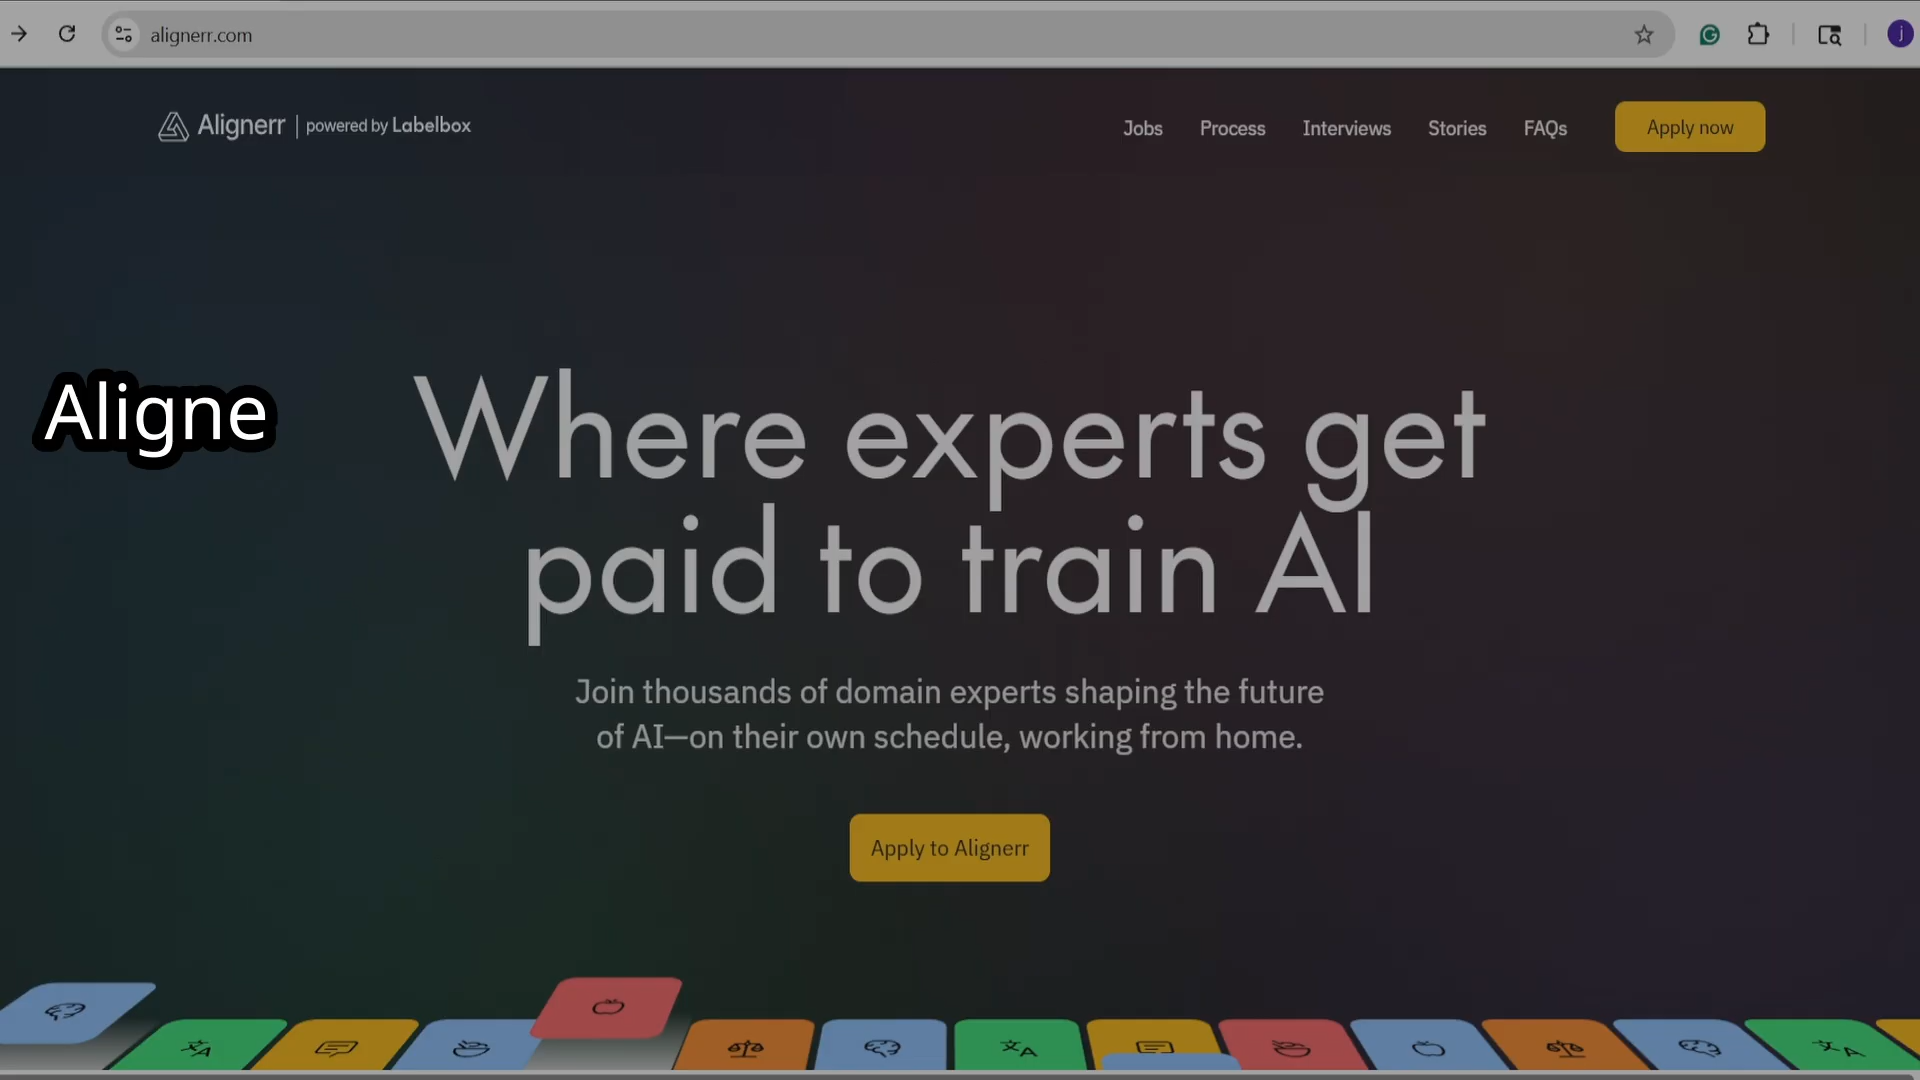 alignerr.com
j
Alignerr | powered by Labelbox
Jobs
Process
Interviews
Stories
FAQs
Apply now
Aligne
Where experts get
paid to train AI
Join thousands of domain experts shaping the future
of AI—on their own schedule, working from home.
Apply to Alignerr